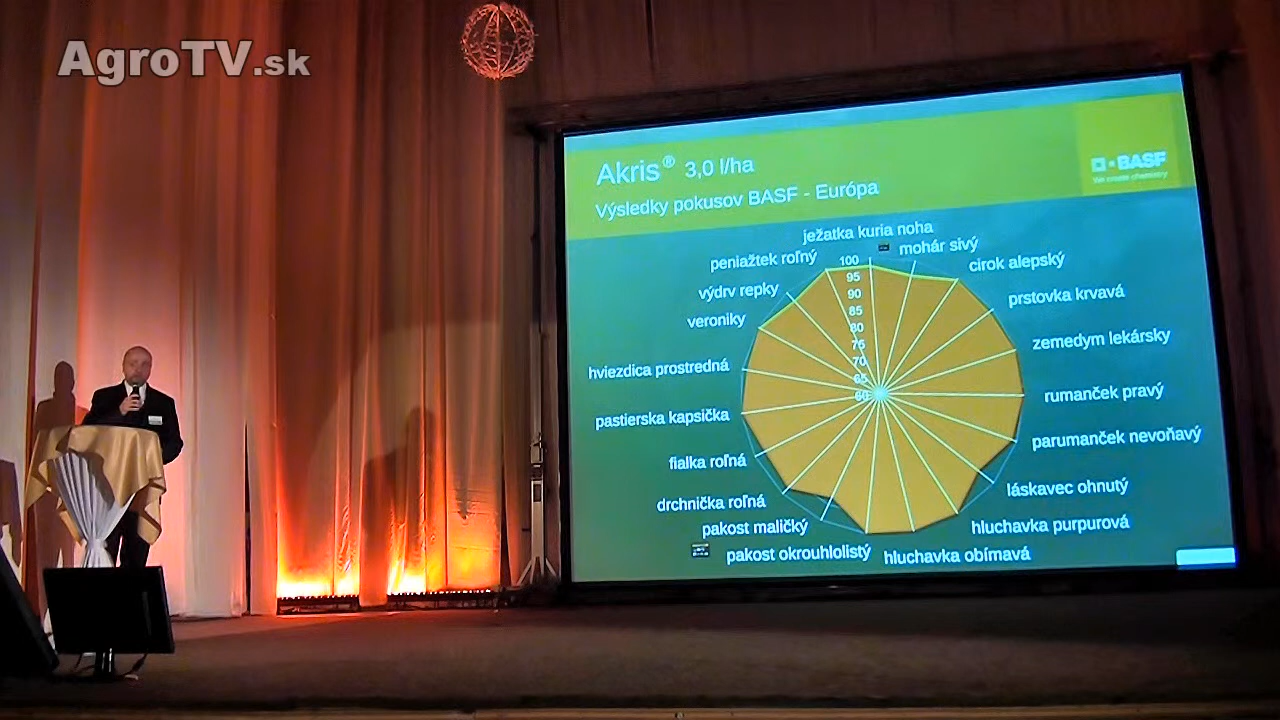 AgroTV.sk
Akris® 3,0 l/ha
Výsledky pokusov BASF - Európa
BASF
We create chemistry
ježatka kuria noha
mohár sivý
cirok alepský
prstovka krvavá
zemedym lekársky
rumanček pravý
parumanček nevoňavý
láskavec ohnutý
hluchavka purpurová
hluchavka obímavá
pakost okrouhlolistý
pakost maličký
drchnička roľná
fialka roľná
pastierska kapsička
hviezdica prostredná
veroniky
výdrv repky
peniažtek roľný
100
95
90
85
80
75
70
65
60